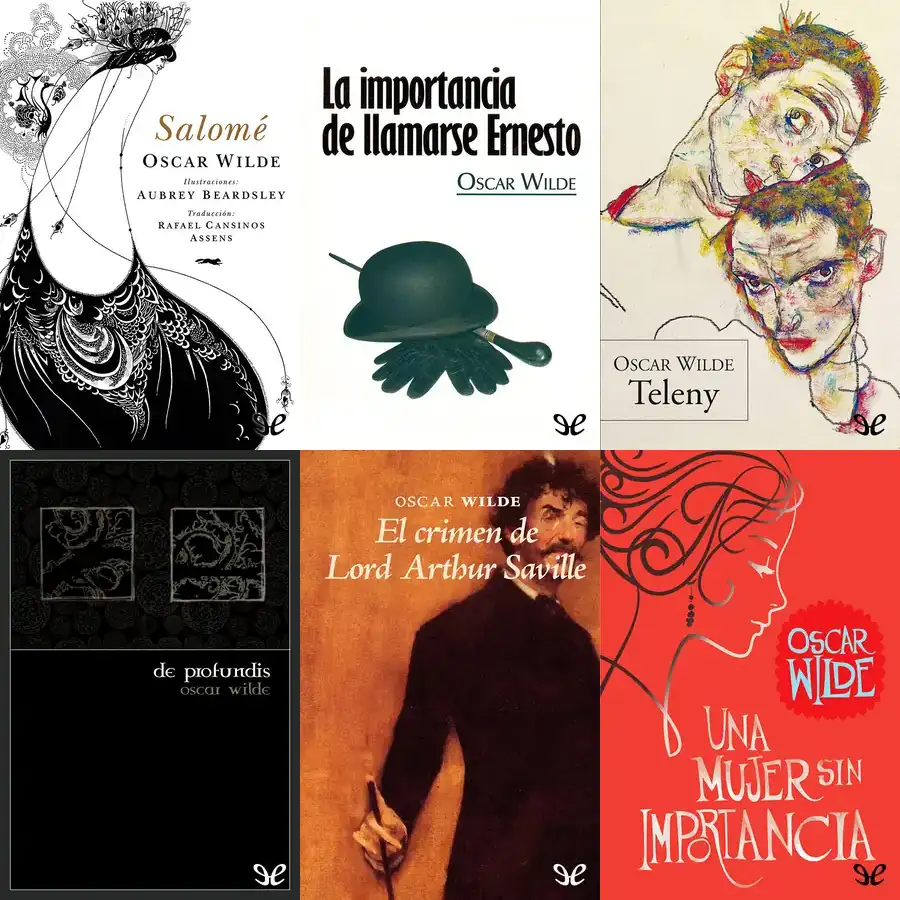 Salomé
OSCAR WILDE
Ilustraciones:
AUBREY BEARDSLEY
Traducción:
RAFAEL CANSINOS
ASSENS
La importancia
de llamarse Ernesto
OSCAR WILDE
OSCAR WILDE
Teleny
de profundis
oscar wilde
OSCAR WILDE
El crimen de
Lord Arthur Saville
OSCAR
WILDE
UNA
MUJER SIN
IMPORTANCIA